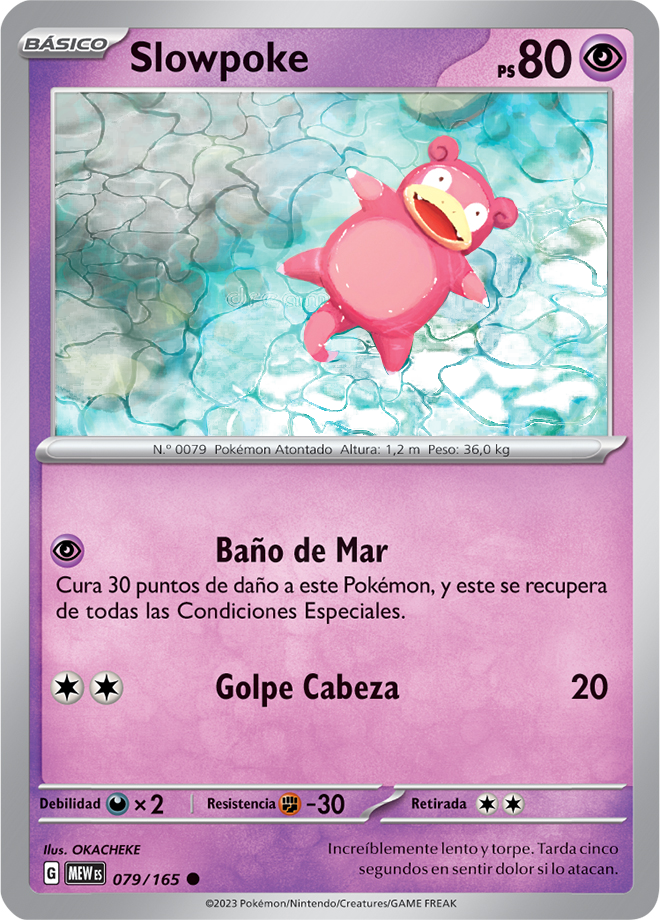 BÁSICO Slowpoke PS 80
N.º 0079 Pokémon Atontado Altura: 1,2 m Peso: 36,0 kg
Baño de Mar
Cura 30 puntos de daño a este Pokémon, y este se recupera
de todas las Condiciones Especiales.
Golpe Cabeza 20
Debilidad ×2 Resistencia -30 Retirada
Ilus. OKACHEKE
Increíblemente lento y torpe. Tarda cinco
segundos en sentir dolor si lo atacan.
G MEW ES 079/165
©2023 Pokémon/Nintendo/Creatures/GAME FREAK